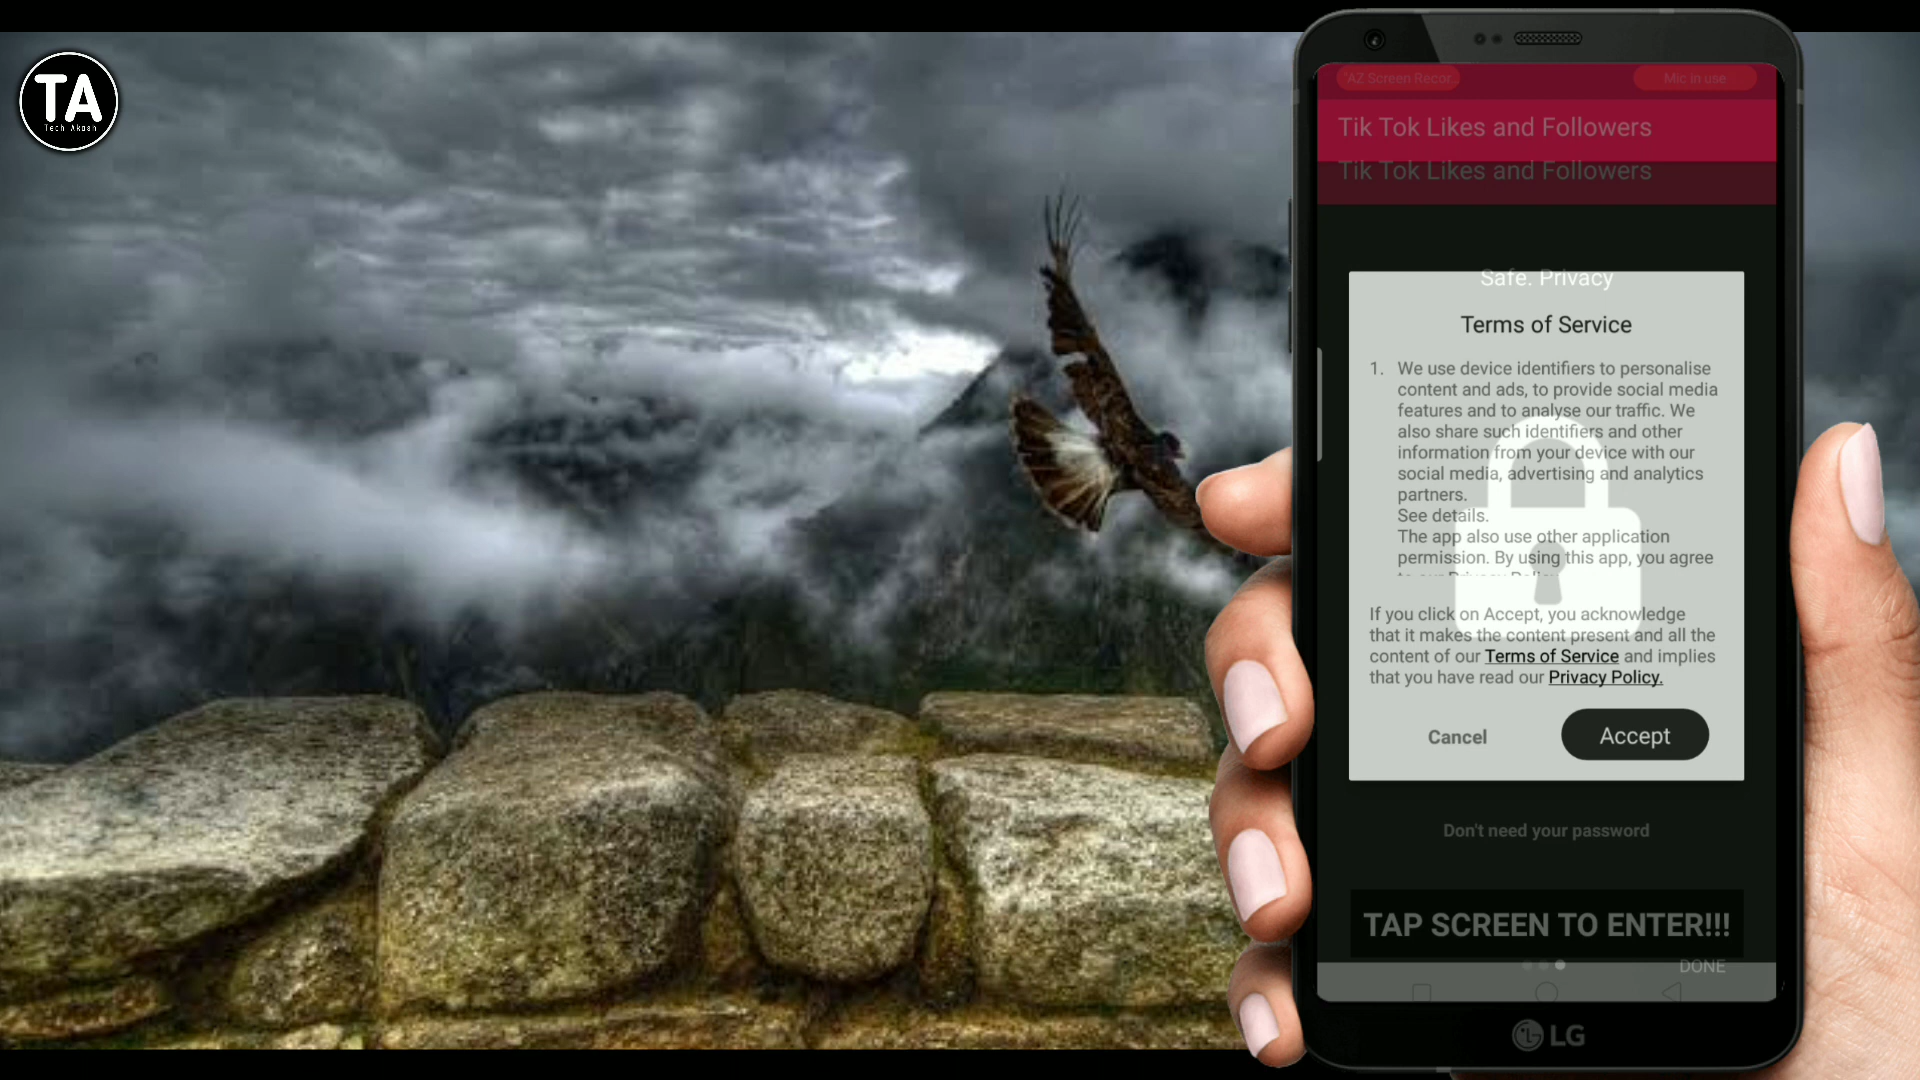 TA
Tech Akash
AZ Screen Recor..
Mic in use
Tik Tok Likes and Followers
Tik Tok Likes and Followers
Safe. Privacy
Terms of Service
1. We use device identifiers to personalise
content and ads, to provide social media
features and to analyse our traffic. We
also share such identifiers and other
information from your device with our
social media, advertising and analytics
partners.
See details.
The app also use other application
permission. By using this app, you agree
If you click on Accept, you acknowledge
that it makes the content present and all the
content of our Terms of Service and implies
that you have read our Privacy Policy.
Cancel
Accept
Don't need your password
TAP SCREEN TO ENTER!!!
DONE
LG